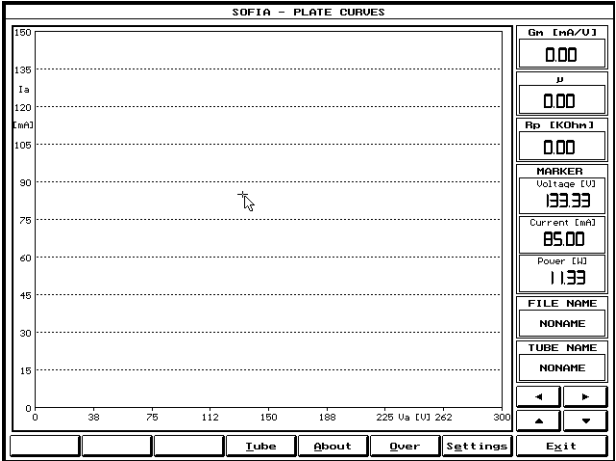 SOFIA - PLATE CURVES
150
135
Ia
120
[mA]
105
90
75
60
45
30
15
0
38 75 112 150 188 225 Va [V] 262 300
Gm [mA/V]
0.00
μ
0.00
Rp [KOhm]
0.00
MARKER
Voltage [V]
133.33
Current [mA]
85.00
Power [W]
11.33
FILE NAME
NONAME
TUBE NAME
NONAME
Tube About Over Settings Exit